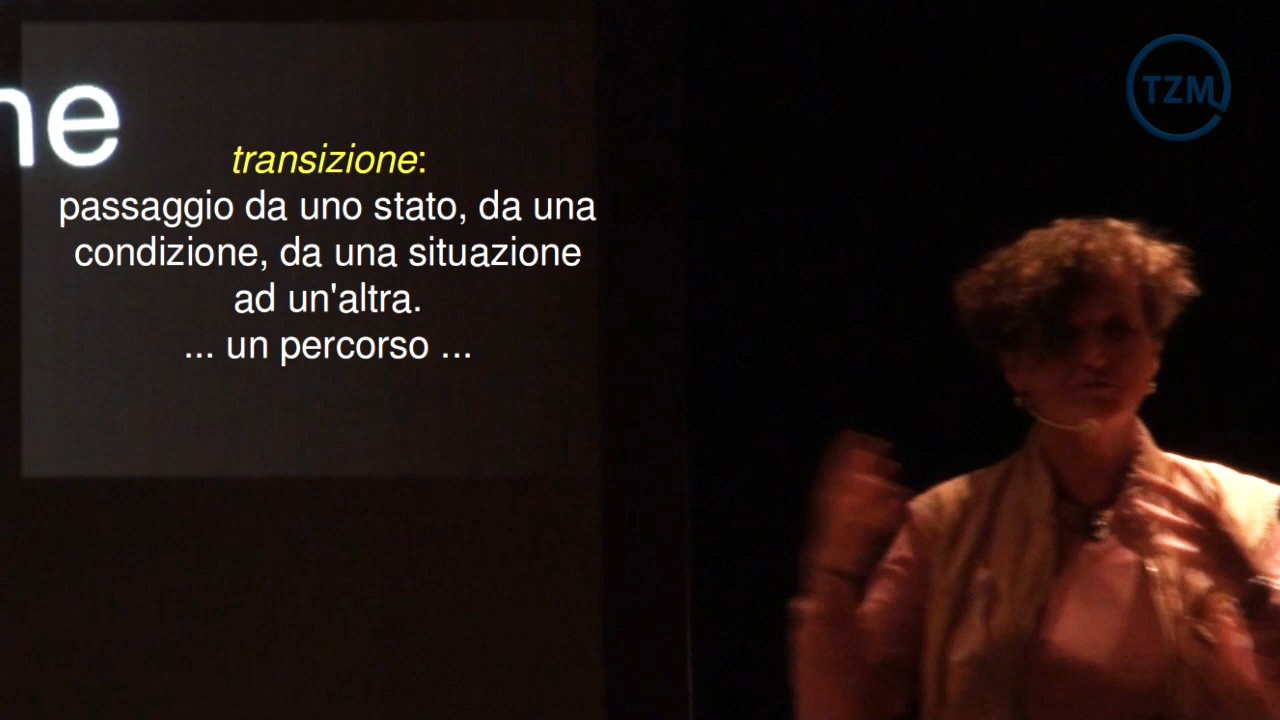 ne
transizione:
passaggio da uno stato, da una
condizione, da una situazione
ad un'altra.
... un percorso ...
TZM